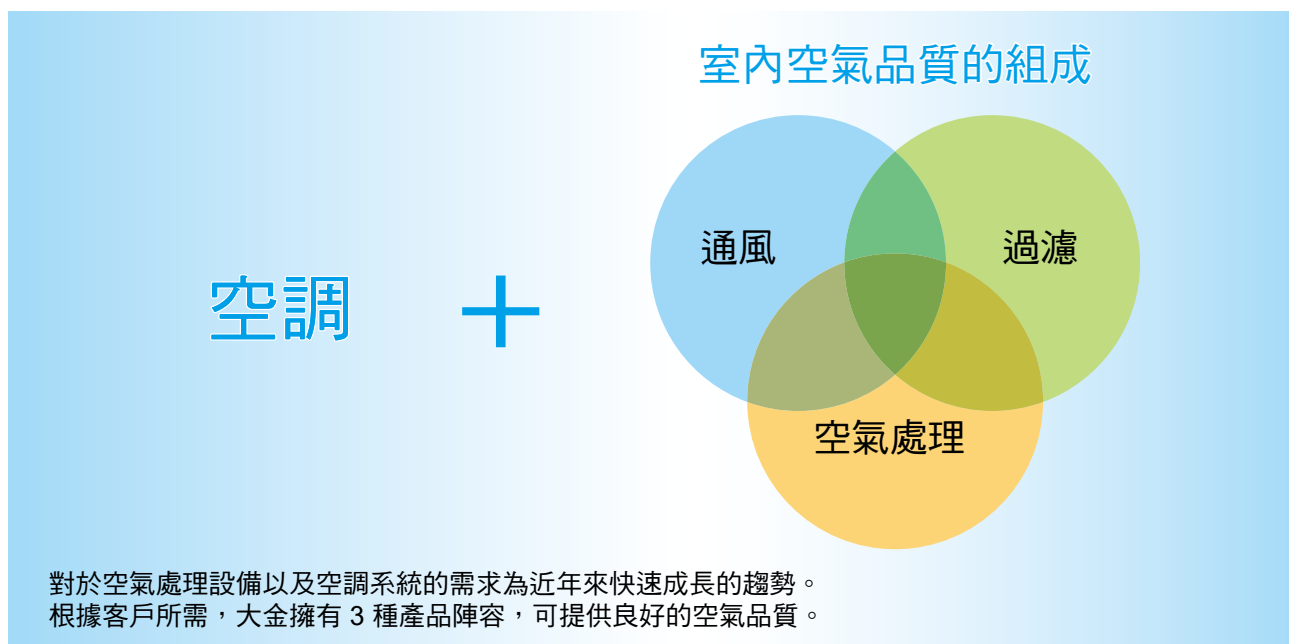 室內空氣品質的組成
通風
過濾
空調
＋
空氣處理
對於空氣處理設備以及空調系統的需求為近年來快速成長的趨勢。
根據客戶所需，大金擁有 3 種產品陣容，可提供良好的空氣品質。